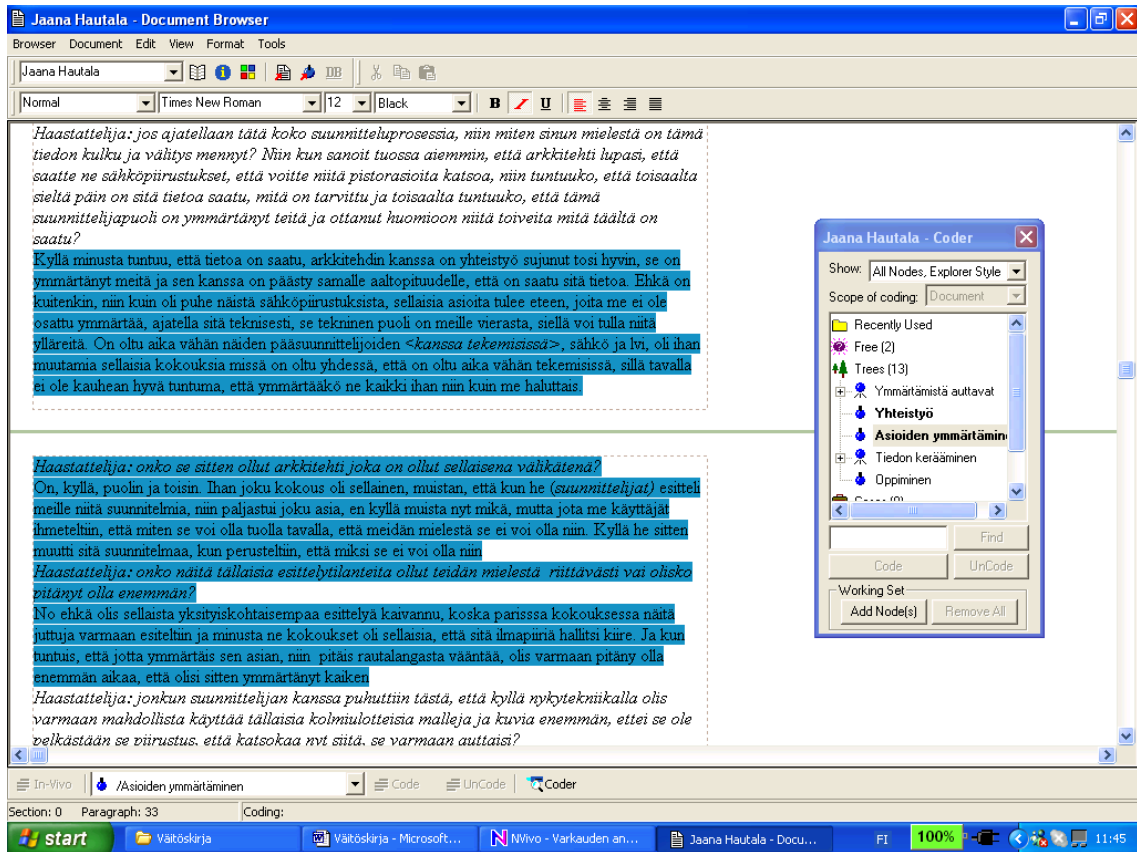 Jaana Hautala - Document Browser
Browser Document Edit View Format Tools
Jaana Hautala DB
Normal Times New Roman 12 Black B I U
Haastattelija: jos ajatellaan tätä koko suunnitteluprosessia, niin miten sinun mielestä on tämä
tiedon kulku ja välitys mennyt? Niin kun sanoit tuossa aiemmin, että arkkitehti lupasi, että
saatte ne sähköpiirustukset, että voitte niitä pistorasioita katsoa, niin tuntuuko, että toisaalta
sieltä päin on sitä tietoa saatu, mitä on tarvittu ja toisaalta tuntuuko, että tämä
suunnittelijapuoli on ymmärtänyt teitä ja ottanut huomioon niitä toiveita mitä täältä on
saatu?
Kyllä minusta tuntuu, että tietoa on saatu, arkkitehdin kanssa on yhteistyö sujunut tosi hyvin, se on
ymmärtänyt meitä ja sen kanssa on päästy samalle aaltopituudelle, että on saatu sitä tietoa. Ehkä on
kuitenkin, niin kuin oli puhe näistä sähköpiirustuksista, sellaisia asioita tulee eteen, joita me ei ole
osattu ymmärtää, ajatella sitä teknisesti, se tekninen puoli on meille vierasta, siellä voi tulla niitä
ylläreitä. On oltu aika vähän näiden pääsuunnittelijoiden <kanssa tekemisissä>, sähkö ja lvi, oli ihan
muutamia sellaisia kokouksia missä on oltu yhdessä, että on oltu aika vähän tekemisissä, sillä tavalla
ei ole kauhean hyvä tuntuma, että ymmärtääkö ne kaikki ihan niin kuin me haluttais.
Haastattelija: onko se sitten ollut arkkitehti joka on ollut sellaisena välikätenä?
On, kyllä, puolin ja toisin. Ihan joku kokous oli sellainen, muistan, että kun he (suunnittelijat) esitteli
meille niitä suunnitelmia, niin paljastui joku asia, en kyllä muista nyt mikä, mutta jota me käyttäjät
ihmeteltiin, että miten se voi olla tuolla tavalla, että meidän mielestä se ei voi olla niin. Kyllä he sitten
muutti sitä suunnitelmaa, kun perusteltiin, että miksi se ei voi olla niin
Haastattelija: onko näitä tällaisia esittelytilanteita ollut teidän mielestä riittävästi vai olisko
pitänyt olla enemmän?
No ehkä olis sellaista yksityiskohtaisempaa esittelyä kaivannu, koska parisssa kokouksessa näitä
juttuja varmaan esiteltiin ja minusta ne kokoukset oli sellaisia, että sitä ilmapiiriä hallitsi kiire. Ja kun
tuntuis, että jotta ymmärtäis sen asian, niin pitäis rautalangasta vääntää, olis varmaan pitäny olla
enemmän aikaa, että olisi sitten ymmärtänyt kaiken
Haastattelija: jonkun suunnittelijan kanssa puhuttiin tästä, että kyllä nykytekniikalla olis
varmaan mahdollista käyttää tällaisia kolmiulotteisia malleja ja kuvia enemmän, ettei se ole
pelkästään se piirustus, että katsokaa nyt siitä, se varmaan auttaisi?
Jaana Hautala - Coder
Show: All Nodes, Explorer Style
Scope of coding: Document
Recently Used
Free (2)
Trees (13)
Ymmärtämistä auttavat
Yhteistyö
Asioiden ymmärtämin
Tiedon kerääminen
Oppiminen
Find
Code UnCode
Working Set
Add Node(s) Remove All
In-Vivo /Asioiden ymmärtäminen Code UnCode Coder
Section: 0 Paragraph: 33 Coding:
start Väitöskirja Väitöskirja - Microsoft... NVivo - Varkauden an... Jaana Hautala - Docu... FI 100% 11:45